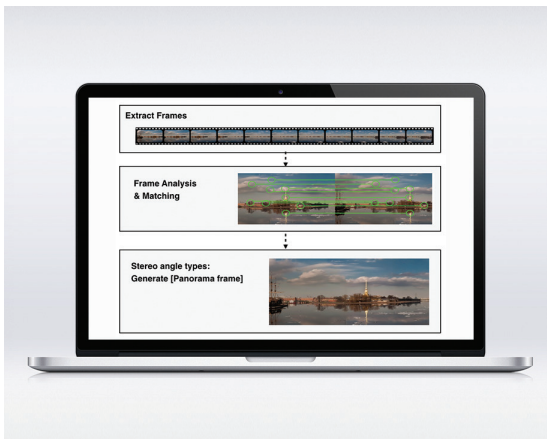 Extract Frames
Frame Analysis
& Matching
Stereo angle types:
Generate [Panorama frame]